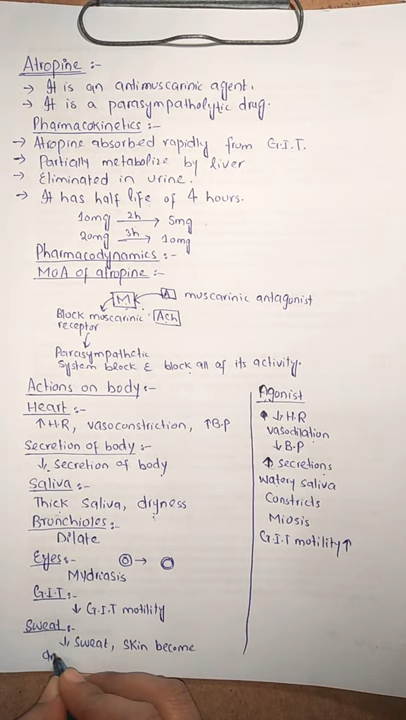 Atropine :-
→ It is an antimuscarinic agent.
→ It is a parasympatholytic drug.
Pharmacokinetics :-
→ Atropine absorbed rapidly from G.I.T.
→ Partially metabolize by liver
→ Eliminated in urine.
→ It has half life of 4 hours.
10mg 2h → 5mg
20mg 3h → 10mg
Pharmacodynamics :-
MOA of atropine :-
M A muscarinic antagonist
Block muscarinic Ach
receptor
Parasympathetic
System block & block all of its activity.
Actions on body :-
Heart :-
↑H.R, vasoconstriction, ↑B.P
Secretion of body :-
↓ secretion of body
Saliva :-
Thick Saliva, dryness
Bronchioles :-
Dilate
Eyes :- →
Mydriasis
G.I.T :-
↓ G.I.T motility
Sweat :-
↓ Sweat, skin become
Agonist
↓ H.R
vasodilation
↓ B.P
↑ secretions
watery saliva
Constricts
Miosis
G.I.T motility ↑